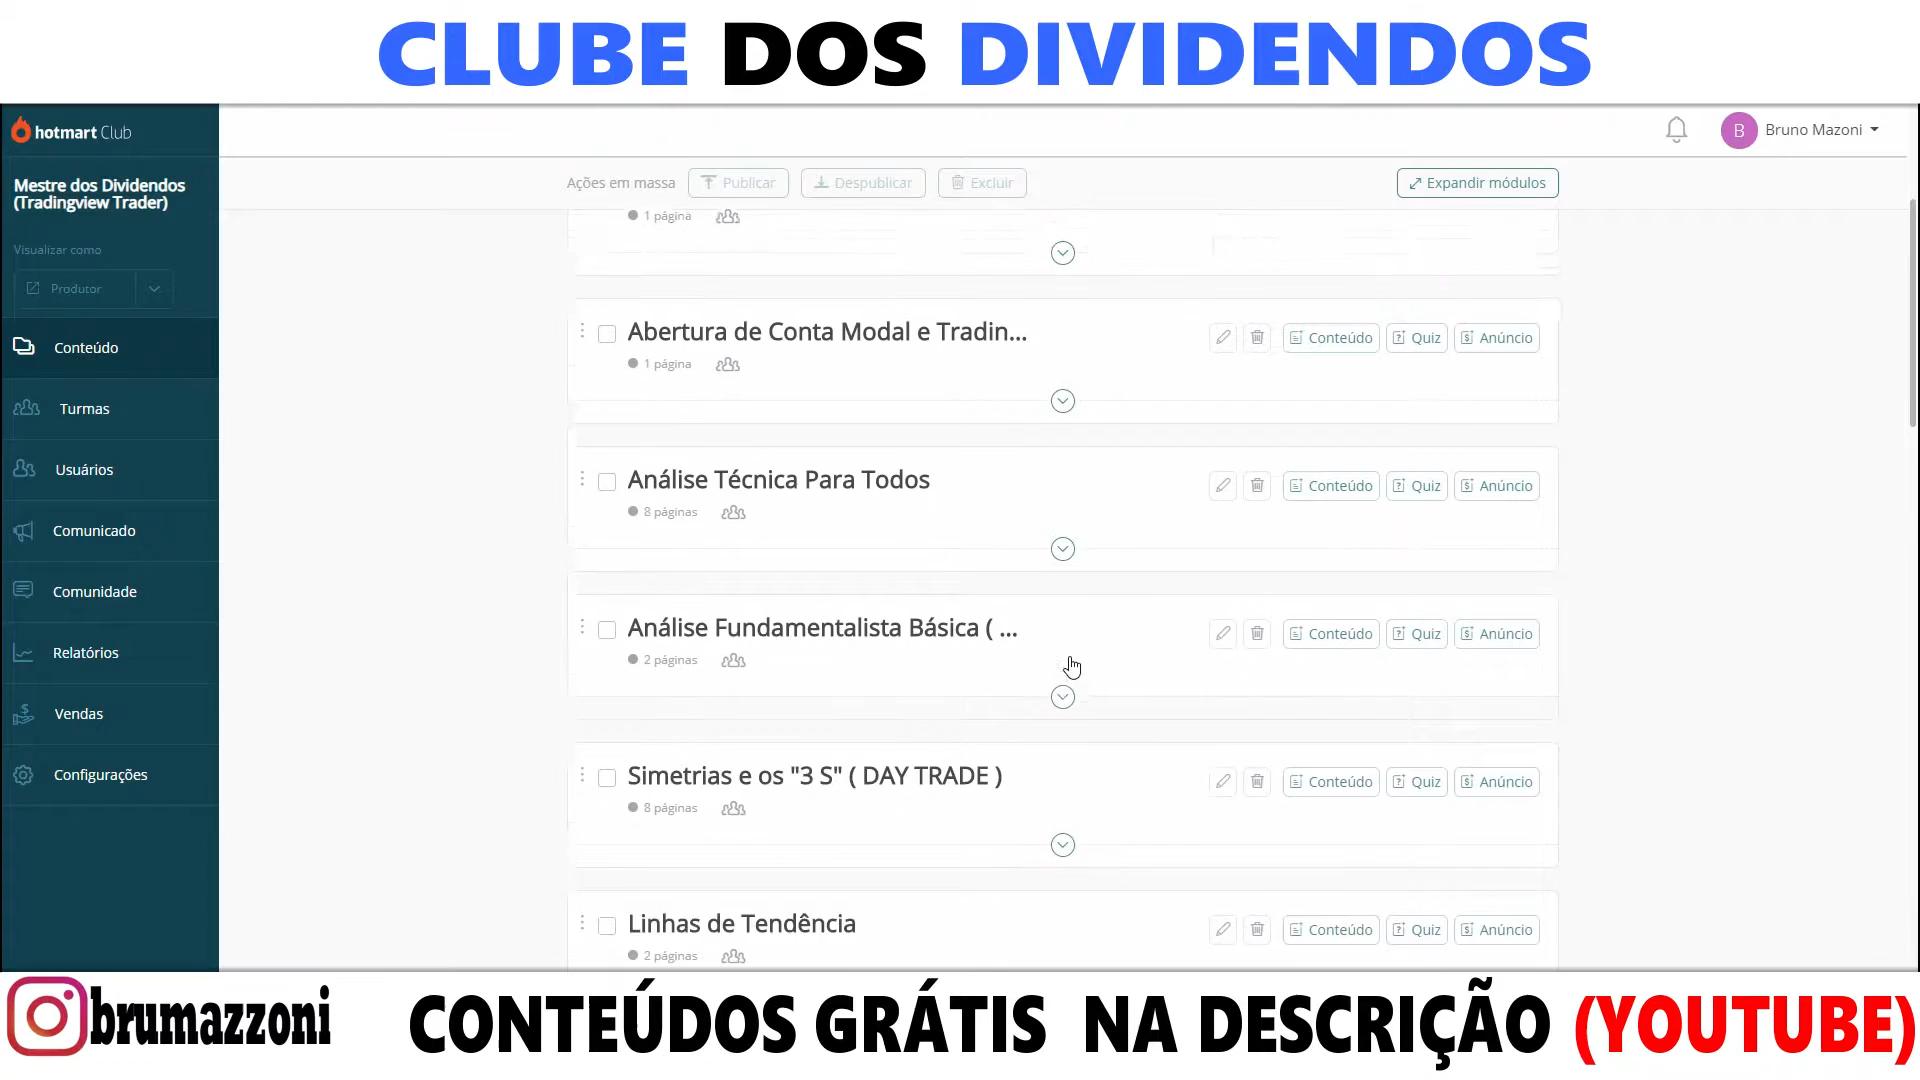 CLUBE DOS DIVIDENDOS
hotmart Club
Bruno Mazoni
Mestre dos Dividendos
(Tradingview Trader)
Ações em massa
Publicar
Despublicar
Excluir
Expandir módulos
1 página
Visualizar como
Produtor
Conteúdo
Turmas
Usuários
Comunicado
Comunidade
Relatórios
Vendas
Configurações
Abertura de Conta Modal e Tradin...
Conteúdo
Quiz
Anúncio
1 página
Análise Técnica Para Todos
Conteúdo
Quiz
Anúncio
8 páginas
Análise Fundamentalista Básica ( ...
Conteúdo
Quiz
Anúncio
2 páginas
Simetrias e os "3 S" ( DAY TRADE )
Conteúdo
Quiz
Anúncio
8 páginas
Linhas de Tendência
Conteúdo
Quiz
Anúncio
2 páginas
brumazzoni
CONTEÚDOS GRÁTIS NA DESCRIÇÃO (YOUTUBE)
B